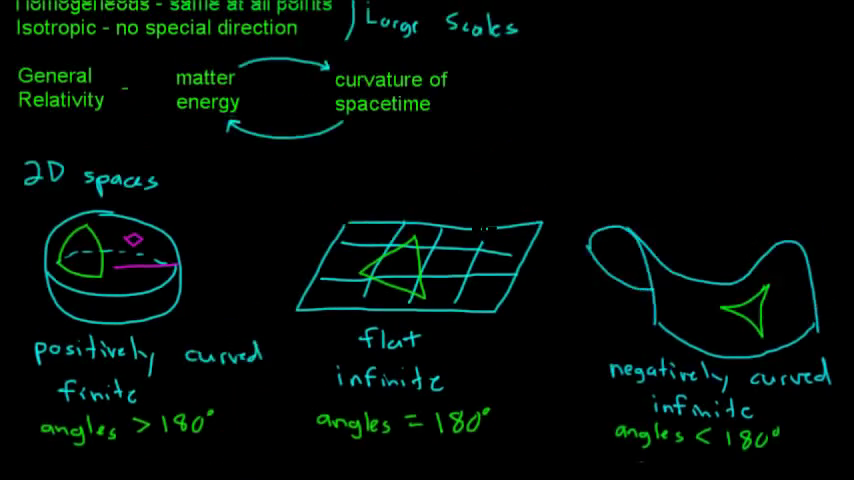 Homogeneous - same at all points
Isotropic - no special direction
Large Scales
General Relativity -
matter energy
curvature of spacetime
2D spaces
positively curved
finite
angles > 180°
flat
infinite
angles = 180°
negatively curved
infinite
angles < 180°